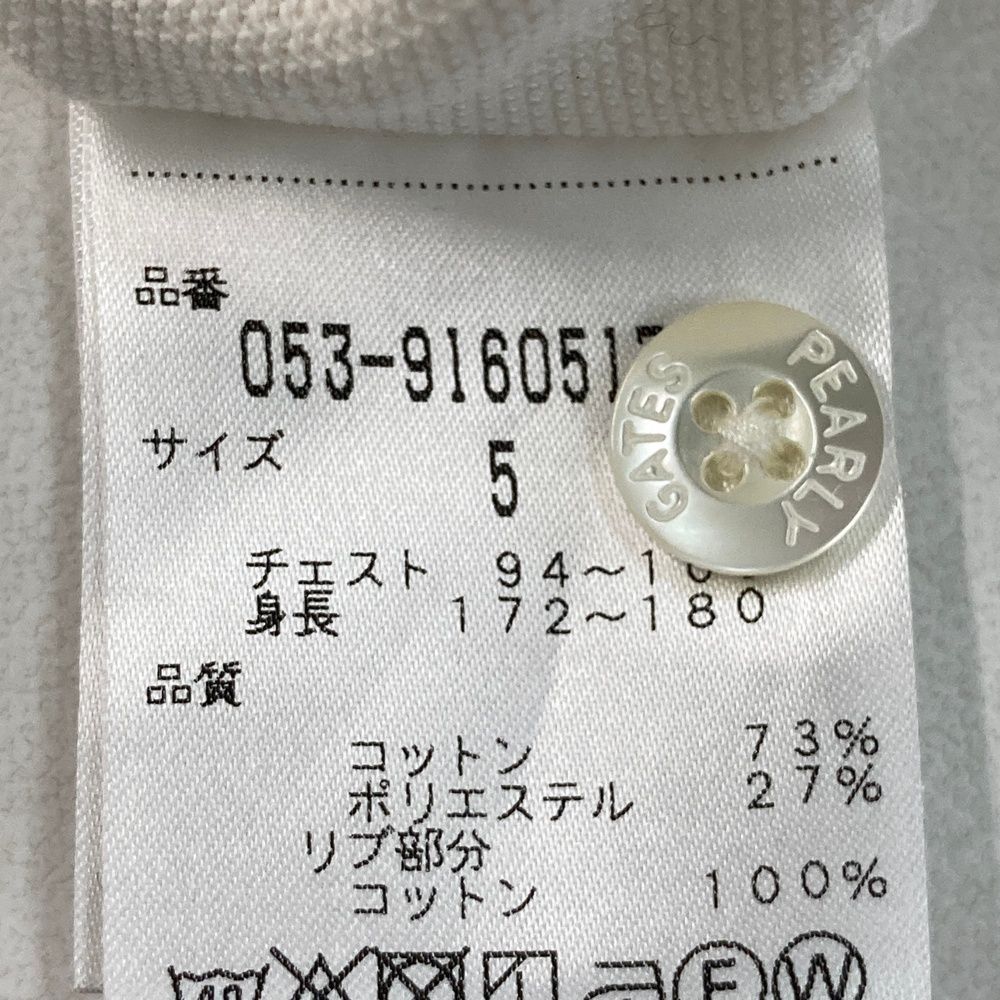 品番
053-9160517
サイズ
5
チェスト 94～10
身長 172～180
品質
コットン 73%
ポリエステル 27%
リブ部分
コットン 100%
40
F
W
PEARLY
GATES